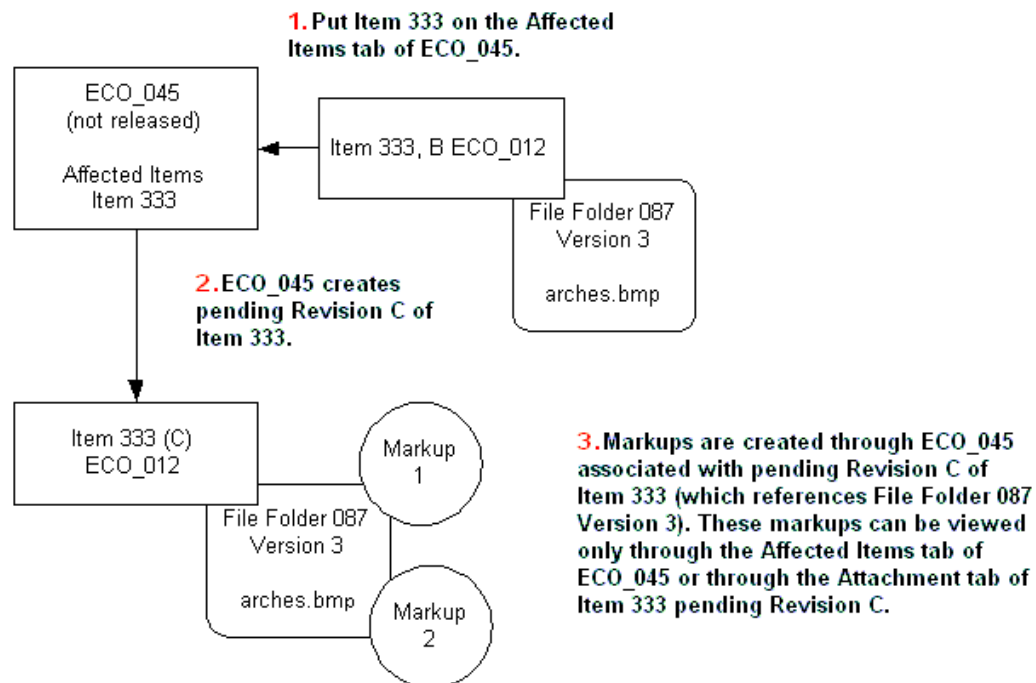 1.Put Item 333 on the Affected
Items tab of ECO_045.
ECO_045
(not released)
Affected Items
Item 333
Item 333, B ECO_012
File Folder 087
Version 3
arches.bmp
2.ECO_045 creates
pending Revision C of
Item 333.
Item 333 (C)
ECO_012
Markup
1
File Folder 087
Version 3
arches.bmp
Markup
2
3.Markups are created through ECO_045
associated with pending Revision C of
Item 333 (which references File Folder 087
Version 3). These markups can be viewed
only through the Affected Items tab of
ECO_045 or through the Attachment tab of
Item 333 pending Revision C.